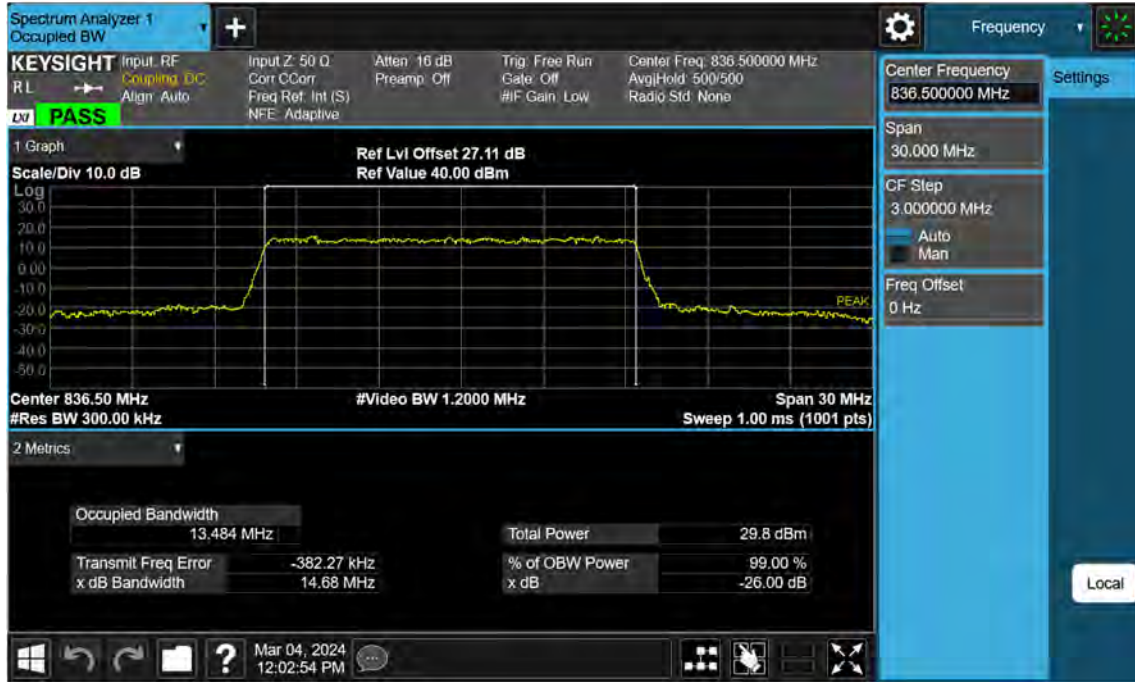 Spectrum Analyzer 1
Occupied BW
+
Frequency
KEYSIGHT
RL
LXI PASS
Input: RF
Coupling: DC
Align: Auto
Input Z: 50 Ω
Corr CCorr
Freq Ref: Int (S)
NFE: Adaptive
Atten: 16 dB
Preamp: Off
Trig: Free Run
Gate: Off
#IF Gain: Low
Center Freq: 836.500000 MHz
Avg|Hold: 500/500
Radio Std: None
Center Frequency
836.500000 MHz
Settings
Span
30.000 MHz
CF Step
3.000000 MHz
Auto
Man
Freq Offset
0 Hz
1 Graph
Scale/Div 10.0 dB
Ref Lvl Offset 27.11 dB
Ref Value 40.00 dBm
Log
30.0
20.0
10.0
0.00
-10.0
-20.0
-30.0
-40.0
-50.0
PEAK
Center 836.50 MHz
#Video BW 1.2000 MHz
Span 30 MHz
#Res BW 300.00 kHz
Sweep 1.00 ms (1001 pts)
2 Metrics
Occupied Bandwidth
13.484 MHz
Total Power 29.8 dBm
Transmit Freq Error -382.27 kHz
% of OBW Power 99.00 %
x dB Bandwidth 14.68 MHz
x dB -26.00 dB
Local
?
Mar 04, 2024
12:02:54 PM